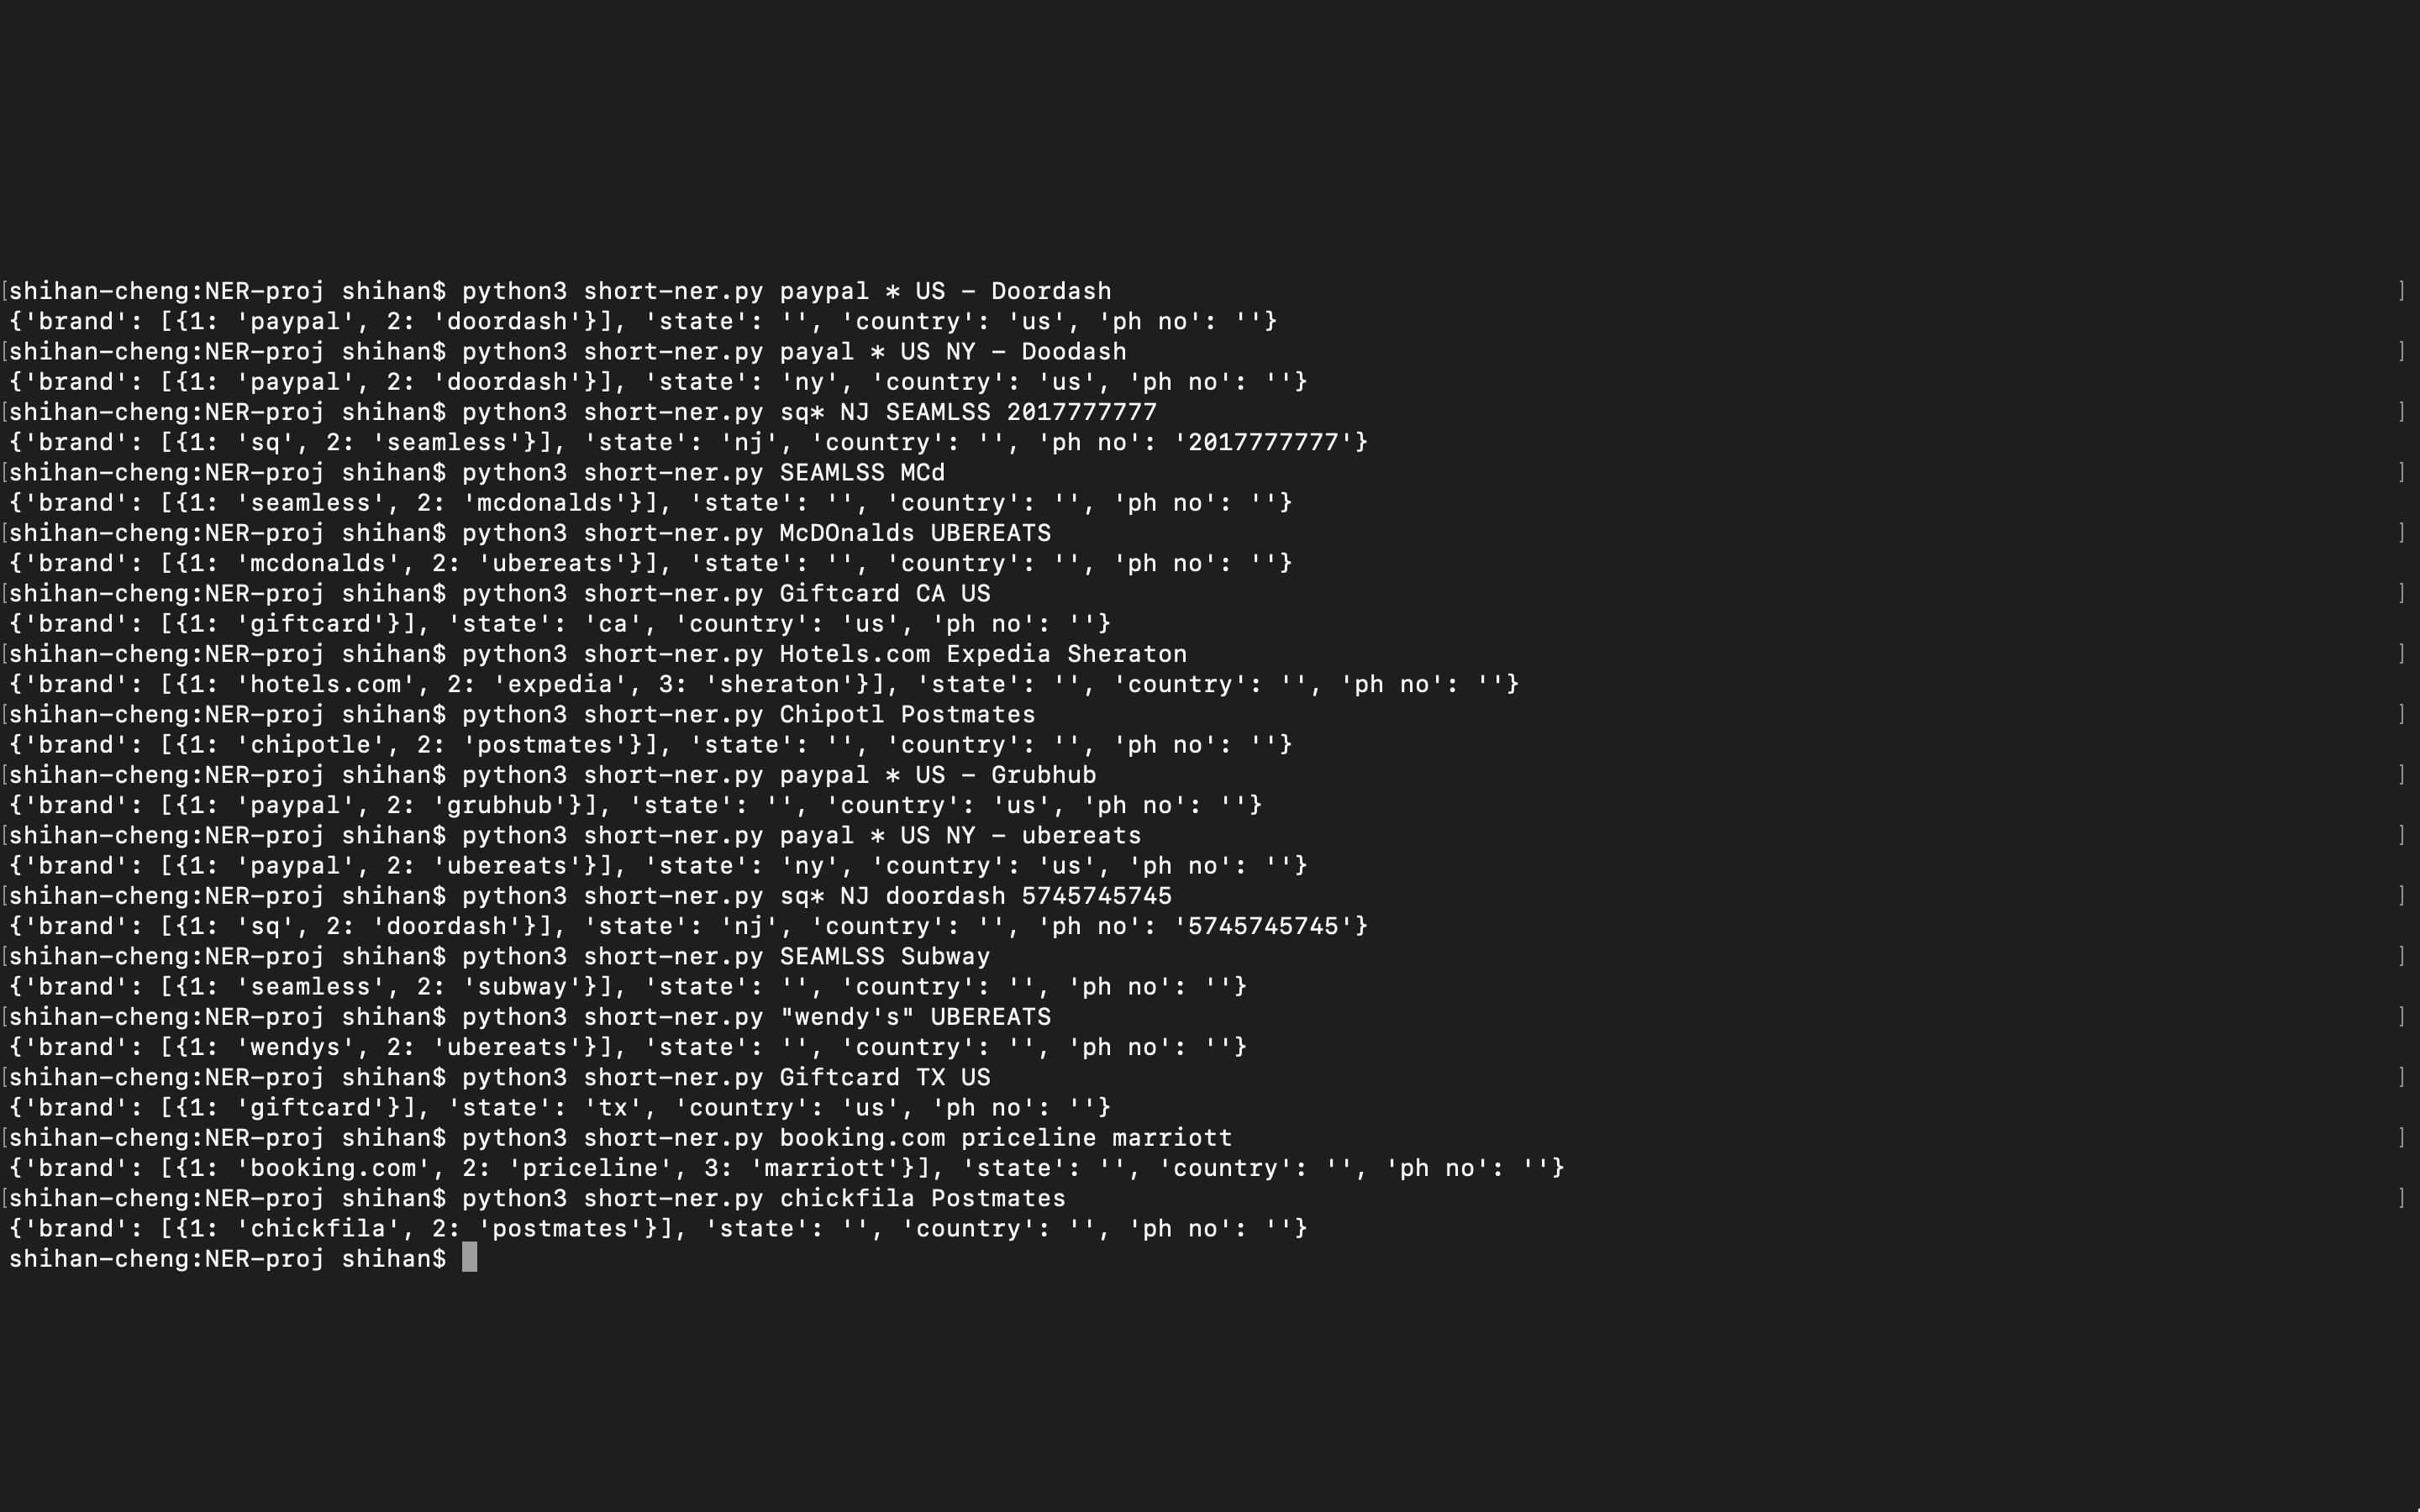 [shihan-cheng:NER-proj shihan$ python3 short-ner.py paypal * US - Doordash ]
{'brand': [{1: 'paypal', 2: 'doordash'}], 'state': '', 'country': 'us', 'ph no': ''}
[shihan-cheng:NER-proj shihan$ python3 short-ner.py payal * US NY - Doodash ]
{'brand': [{1: 'paypal', 2: 'doordash'}], 'state': 'ny', 'country': 'us', 'ph no': ''}
[shihan-cheng:NER-proj shihan$ python3 short-ner.py sq* NJ SEAMLSS 2017777777 ]
{'brand': [{1: 'sq', 2: 'seamless'}], 'state': 'nj', 'country': '', 'ph no': '2017777777'}
[shihan-cheng:NER-proj shihan$ python3 short-ner.py SEAMLSS MCd ]
{'brand': [{1: 'seamless', 2: 'mcdonalds'}], 'state': '', 'country': '', 'ph no': ''}
[shihan-cheng:NER-proj shihan$ python3 short-ner.py McDOnalds UBEREATS ]
{'brand': [{1: 'mcdonalds', 2: 'ubereats'}], 'state': '', 'country': '', 'ph no': ''}
[shihan-cheng:NER-proj shihan$ python3 short-ner.py Giftcard CA US ]
{'brand': [{1: 'giftcard'}], 'state': 'ca', 'country': 'us', 'ph no': ''}
[shihan-cheng:NER-proj shihan$ python3 short-ner.py Hotels.com Expedia Sheraton ]
{'brand': [{1: 'hotels.com', 2: 'expedia', 3: 'sheraton'}], 'state': '', 'country': '', 'ph no': ''}
[shihan-cheng:NER-proj shihan$ python3 short-ner.py Chipotl Postmates ]
{'brand': [{1: 'chipotle', 2: 'postmates'}], 'state': '', 'country': '', 'ph no': ''}
[shihan-cheng:NER-proj shihan$ python3 short-ner.py paypal * US - Grubhub ]
{'brand': [{1: 'paypal', 2: 'grubhub'}], 'state': '', 'country': 'us', 'ph no': ''}
[shihan-cheng:NER-proj shihan$ python3 short-ner.py payal * US NY - ubereats ]
{'brand': [{1: 'paypal', 2: 'ubereats'}], 'state': 'ny', 'country': 'us', 'ph no': ''}
[shihan-cheng:NER-proj shihan$ python3 short-ner.py sq* NJ doordash 5745745745 ]
{'brand': [{1: 'sq', 2: 'doordash'}], 'state': 'nj', 'country': '', 'ph no': '5745745745'}
[shihan-cheng:NER-proj shihan$ python3 short-ner.py SEAMLSS Subway ]
{'brand': [{1: 'seamless', 2: 'subway'}], 'state': '', 'country': '', 'ph no': ''}
[shihan-cheng:NER-proj shihan$ python3 short-ner.py "wendy's" UBEREATS ]
{'brand': [{1: 'wendys', 2: 'ubereats'}], 'state': '', 'country': '', 'ph no': ''}
[shihan-cheng:NER-proj shihan$ python3 short-ner.py Giftcard TX US ]
{'brand': [{1: 'giftcard'}], 'state': 'tx', 'country': 'us', 'ph no': ''}
[shihan-cheng:NER-proj shihan$ python3 short-ner.py booking.com priceline marriott ]
{'brand': [{1: 'booking.com', 2: 'priceline', 3: 'marriott'}], 'state': '', 'country': '', 'ph no': ''}
[shihan-cheng:NER-proj shihan$ python3 short-ner.py chickfila Postmates ]
{'brand': [{1: 'chickfila', 2: 'postmates'}], 'state': '', 'country': '', 'ph no': ''}
shihan-cheng:NER-proj shihan$